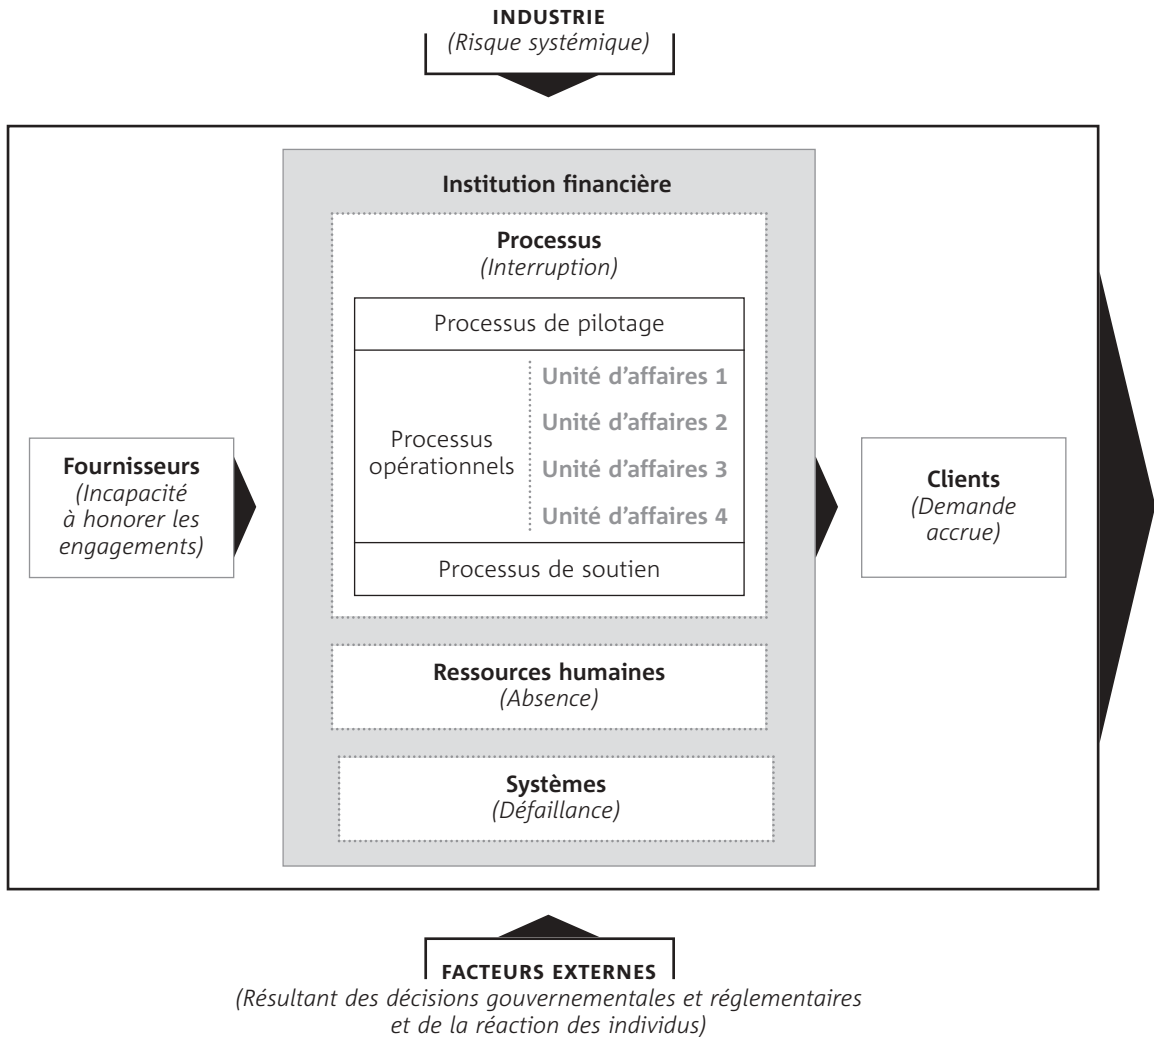 INDUSTRIE
(Risque systémique)
Institution financière
Processus
(Interruption)
Processus de pilotage
Processus
opérationnels
Unité d'affaires 1
Unité d'affaires 2
Unité d'affaires 3
Unité d'affaires 4
Processus de soutien
Fournisseurs
(Incapacité
à honorer les
engagements)
Clients
(Demande
accrue)
Ressources humaines
(Absence)
Systèmes
(Défaillance)
FACTEURS EXTERNES
(Résultant des décisions gouvernementales et réglementaires
et de la réaction des individus)